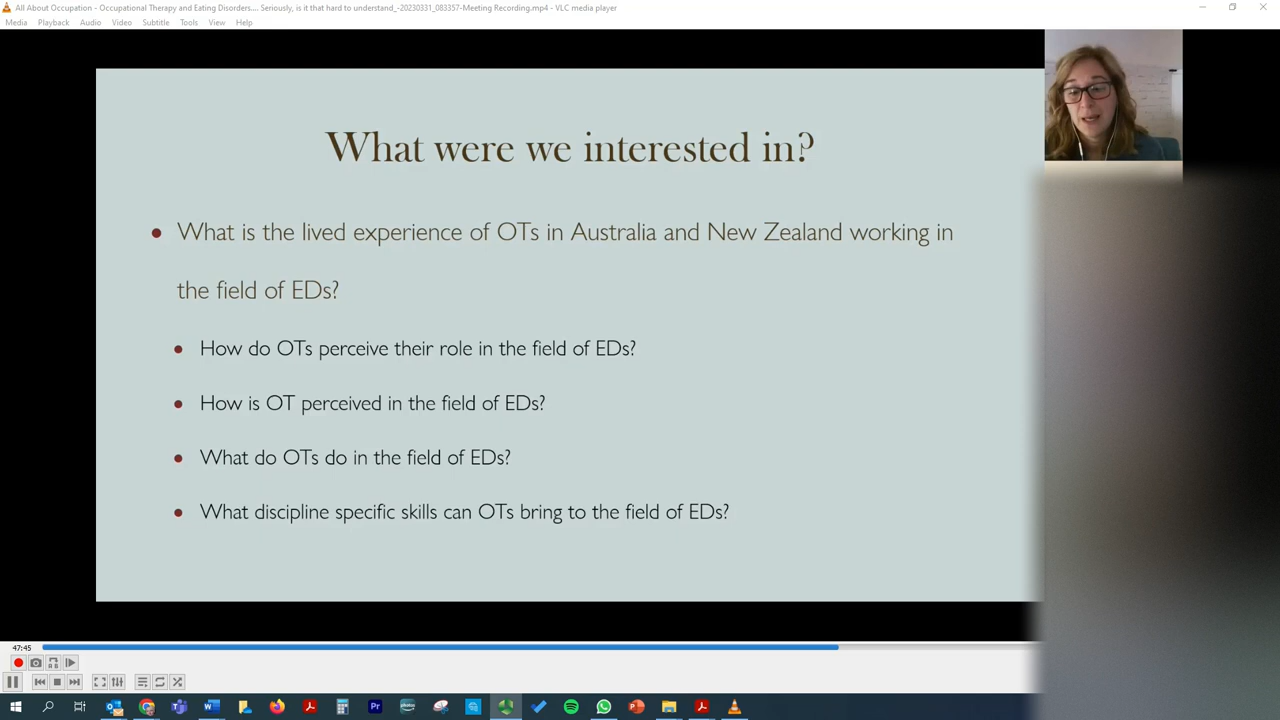 All About Occupation - Occupational Therapy and Eating Disorders.... Seriously, is it that hard to understand_-20230331_083357-Meeting Recording.mp4 - VLC media player
Media Playback Audio Video Subtitle Tools View Help
What were we interested in?
• What is the lived experience of OTs in Australia and New Zealand working in
the field of EDs?
• How do OTs perceive their role in the field of EDs?
• How is OT perceived in the field of EDs?
• What do OTs do in the field of EDs?
• What discipline specific skills can OTs bring to the field of EDs?
47:45